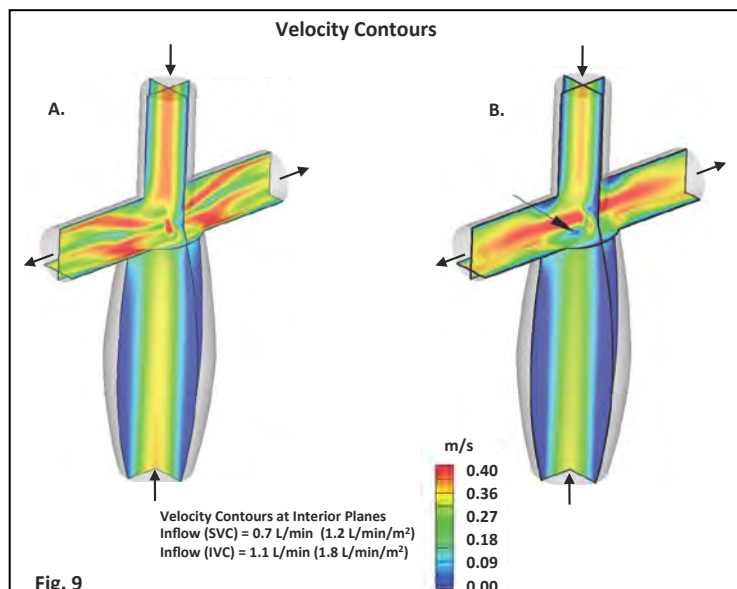 Velocity Contours
A.
B.
m/s
0.40
0.36
0.27
0.18
0.09
0.00
Velocity Contours at Interior Planes
Inflow (SVC) = 0.7 L/min (1.2 L/min/m²)
Inflow (IVC) = 1.1 L/min (1.8 L/min/m²)
Fig. 9